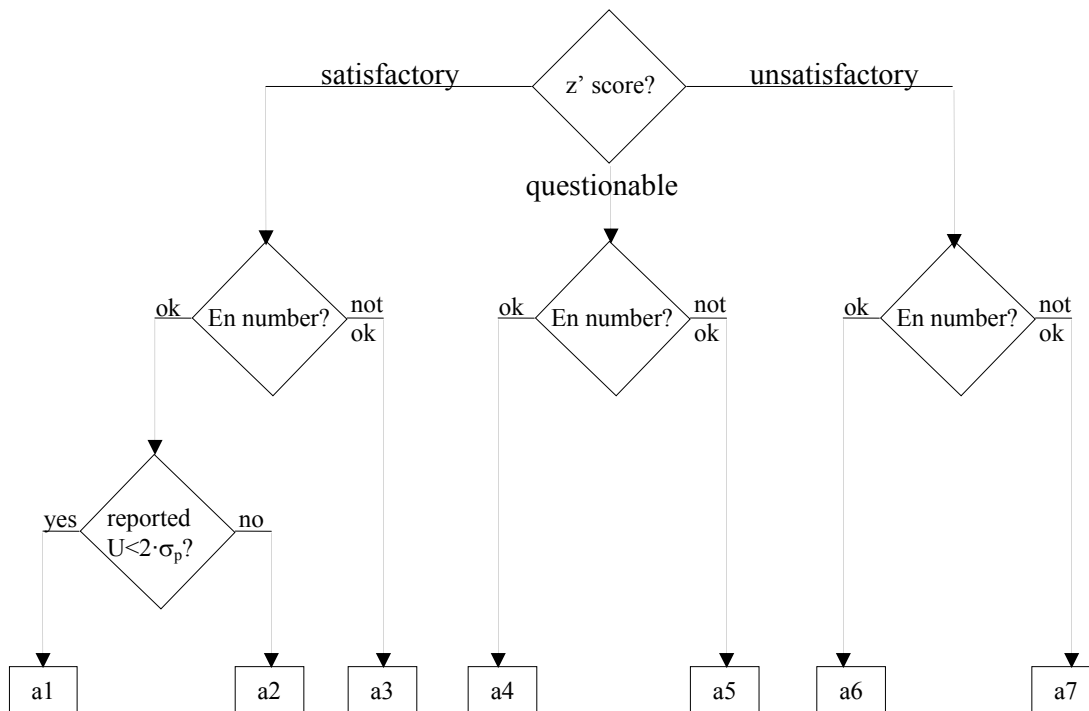 z’ score?
satisfactory
unsatisfactory
questionable
En number?
ok
not
ok
En number?
ok
not
ok
En number?
ok
not
ok
reported
U<2·σp?
yes
no
a1
a2
a3
a4
a5
a6
a7